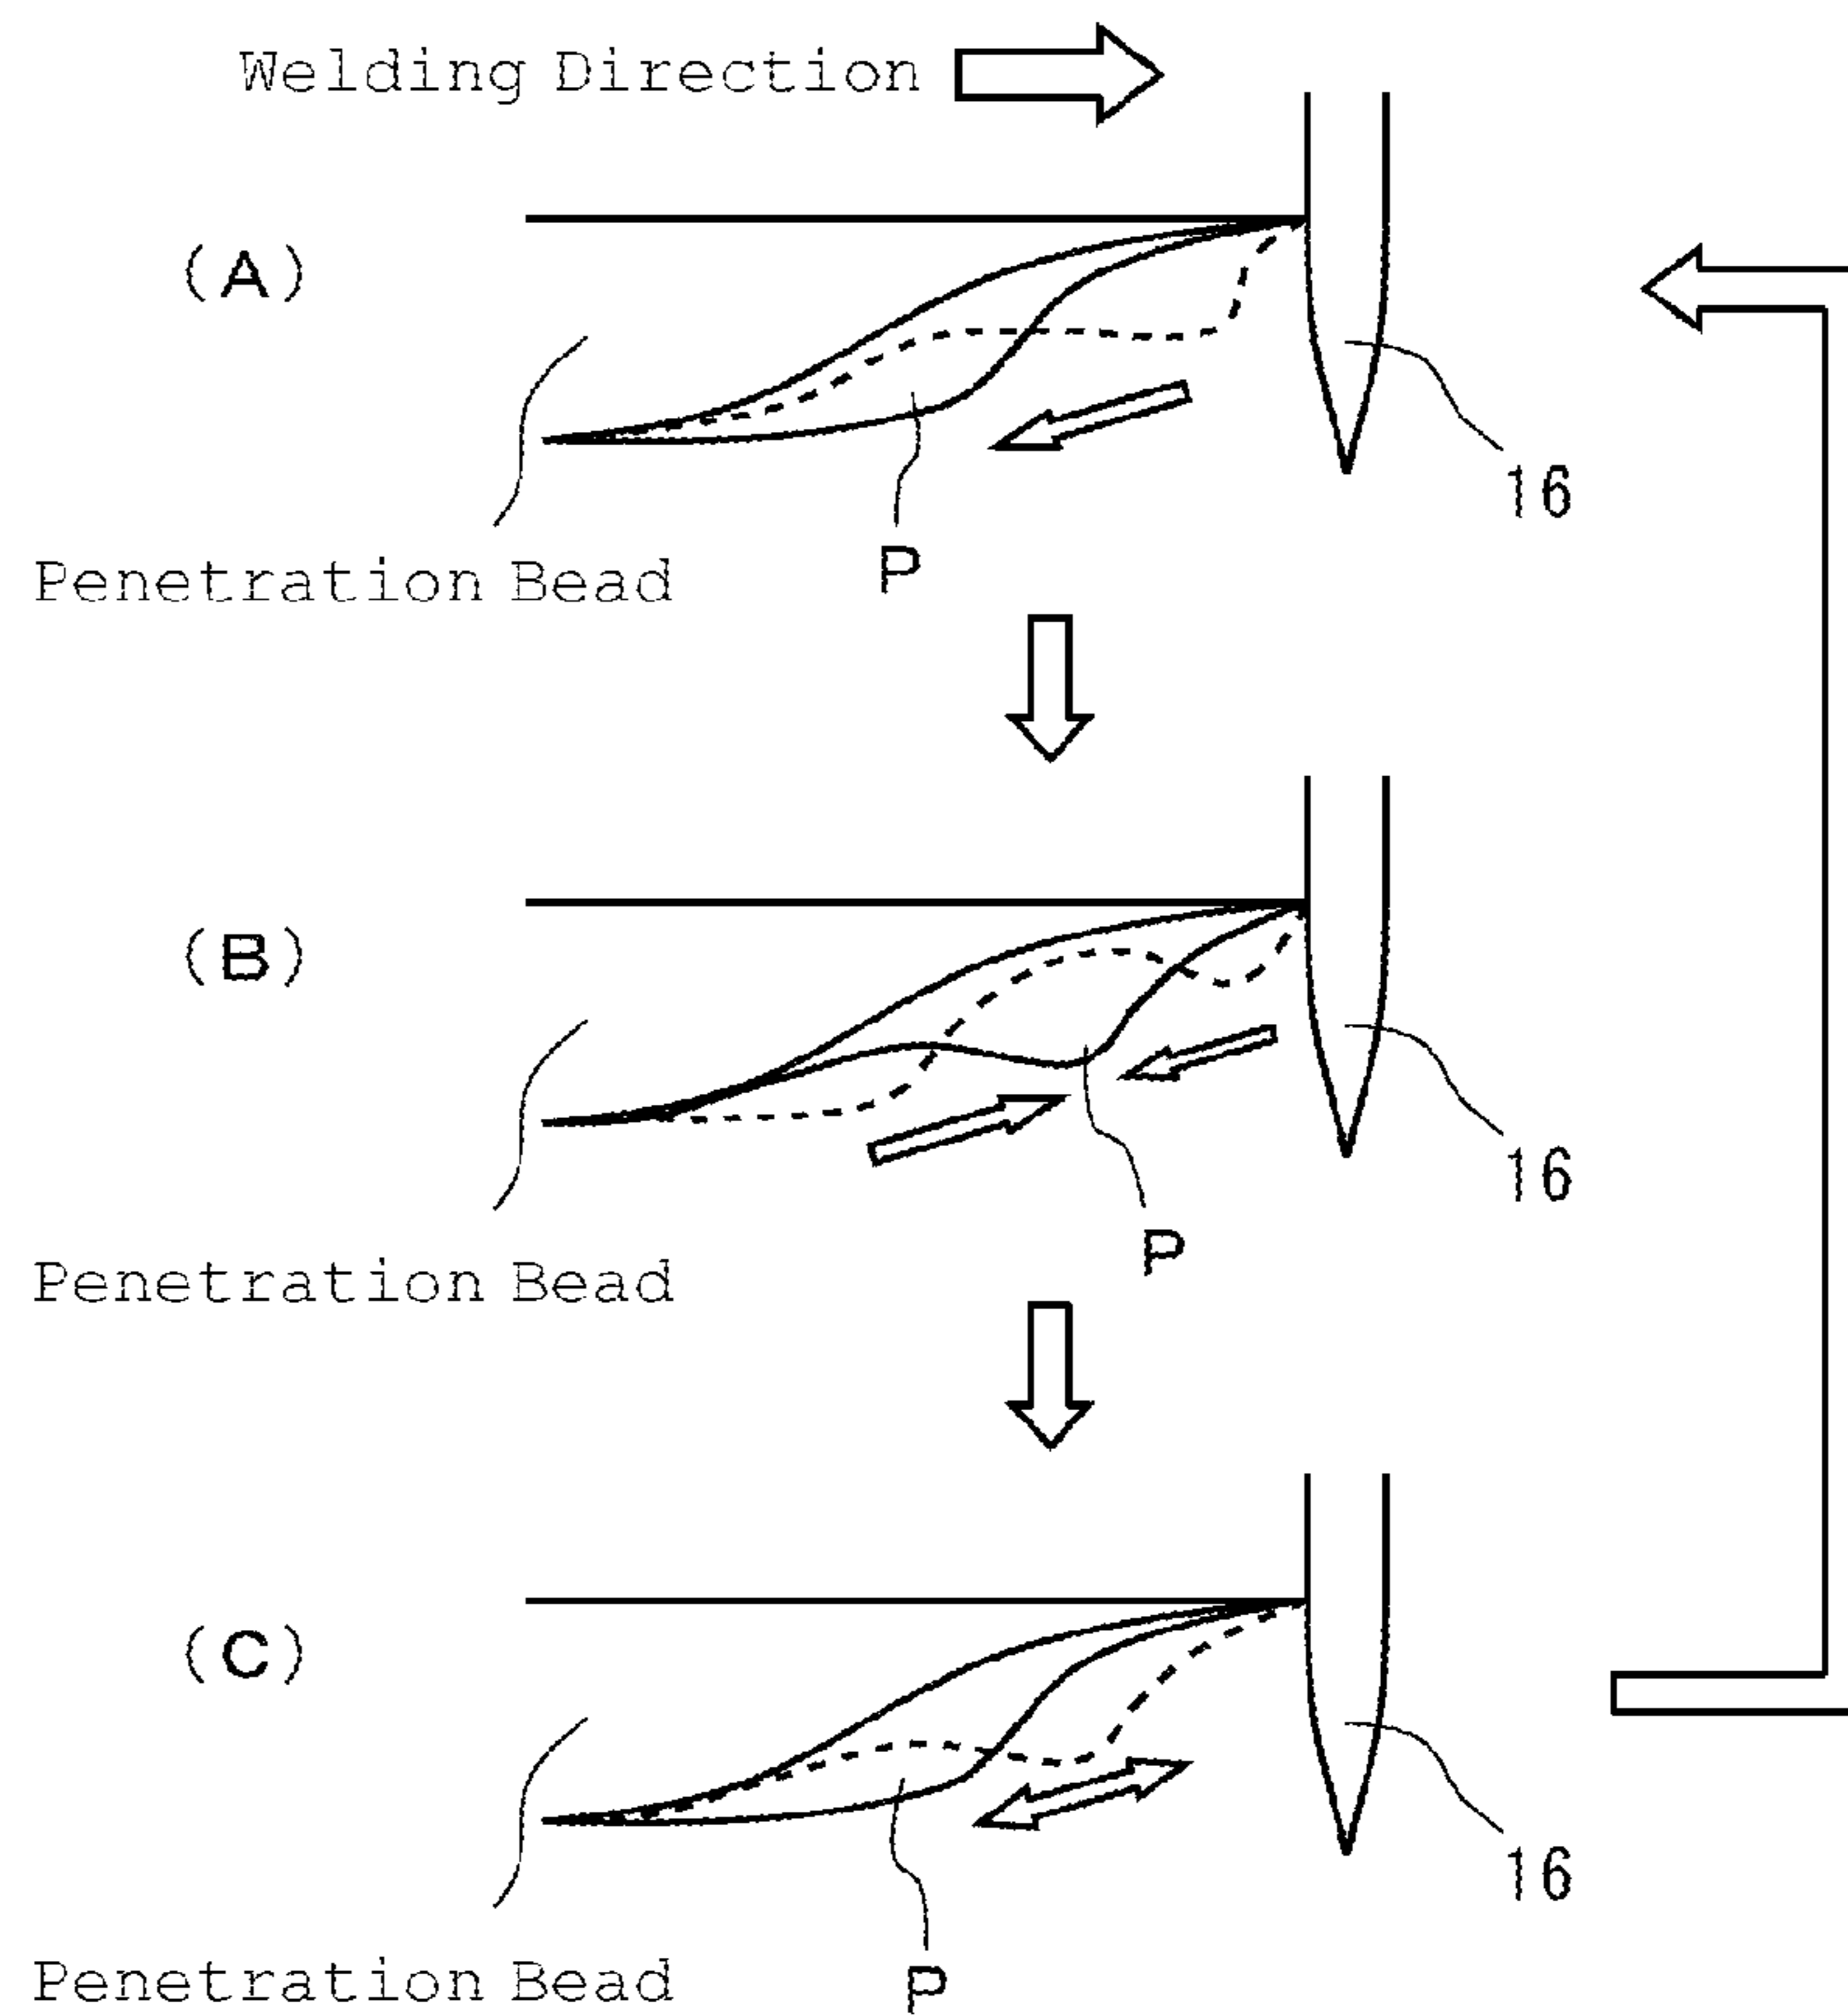 Welding Direction
(A)
16
Penetration Bead
P
(B)
16
Penetration Bead
P
(C)
16
Penetration Bead
P